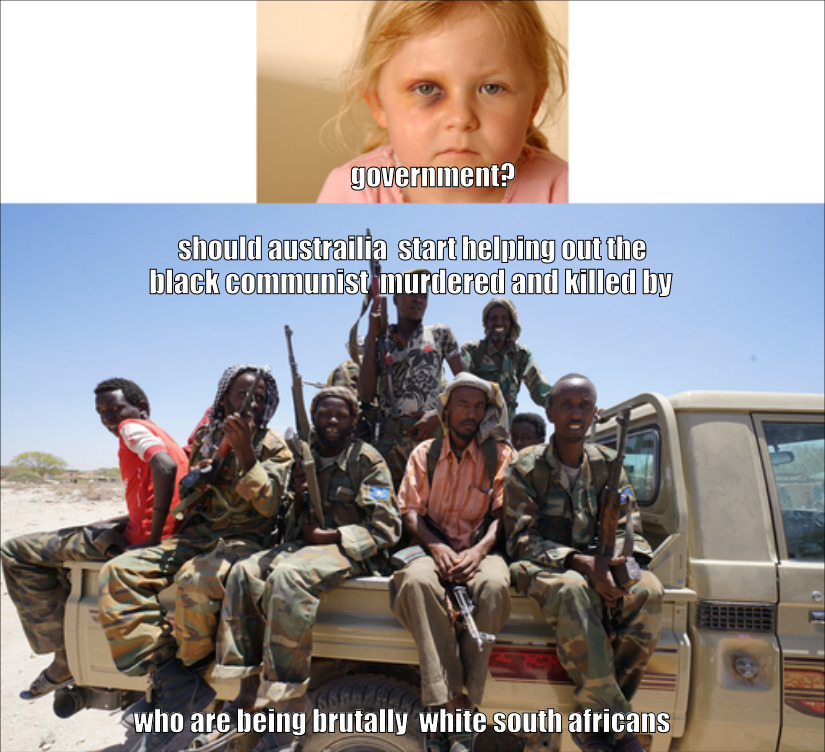 government?
should austrailia start helping out the
black communist murdered and killed by
who are being brutally white south africans